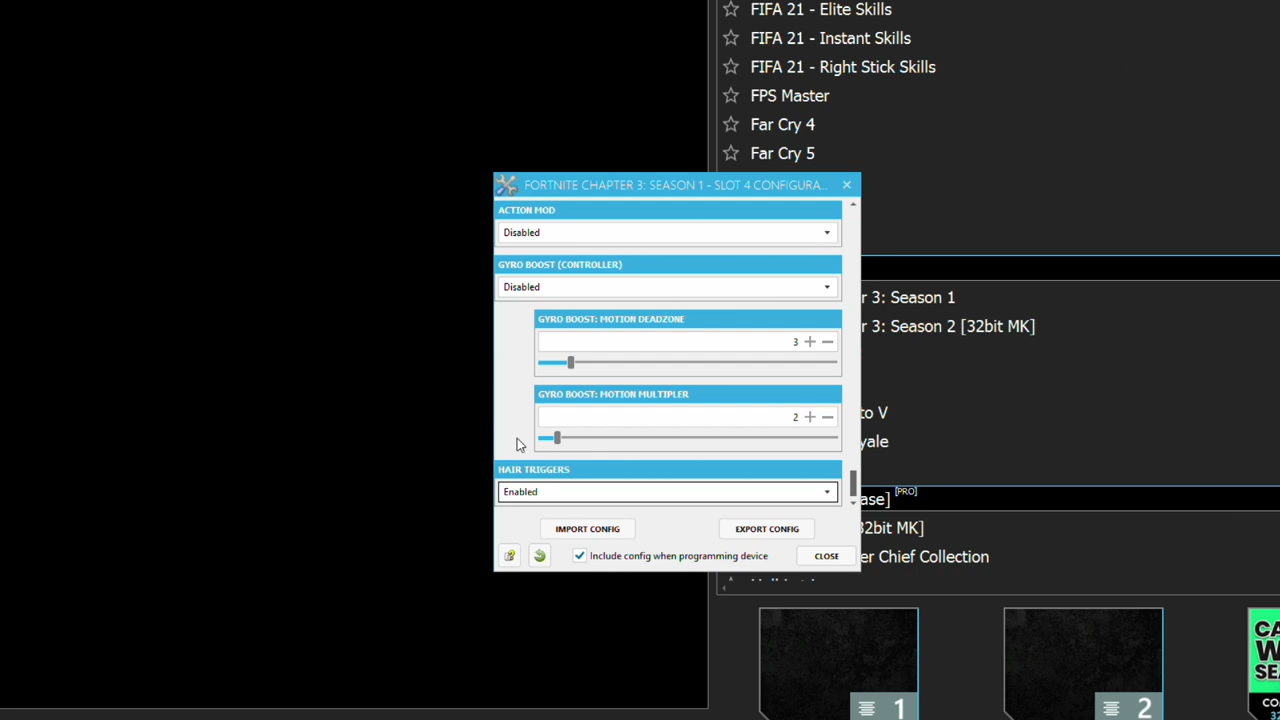 FIFA 21 - Elite Skills
FIFA 21 - Instant Skills
FIFA 21 - Right Stick Skills
FPS Master
Far Cry 4
Far Cry 5
FORTNITE CHAPTER 3: SEASON 1 - SLOT 4 CONFIGURA...
ACTION MOD
Disabled
GYRO BOOST (CONTROLLER)
Disabled
GYRO BOOST: MOTION DEADZONE
3
GYRO BOOST: MOTION MULTIPLER
2
HAIR TRIGGERS
Enabled
IMPORT CONFIG
EXPORT CONFIG
Include config when programming device
CLOSE
r 3: Season 1
r 3: Season 2 [32bit MK]
to V
yale
ase] [PRO]
32bit MK]
er Chief Collection
1
2
CA
W
SEA
CO